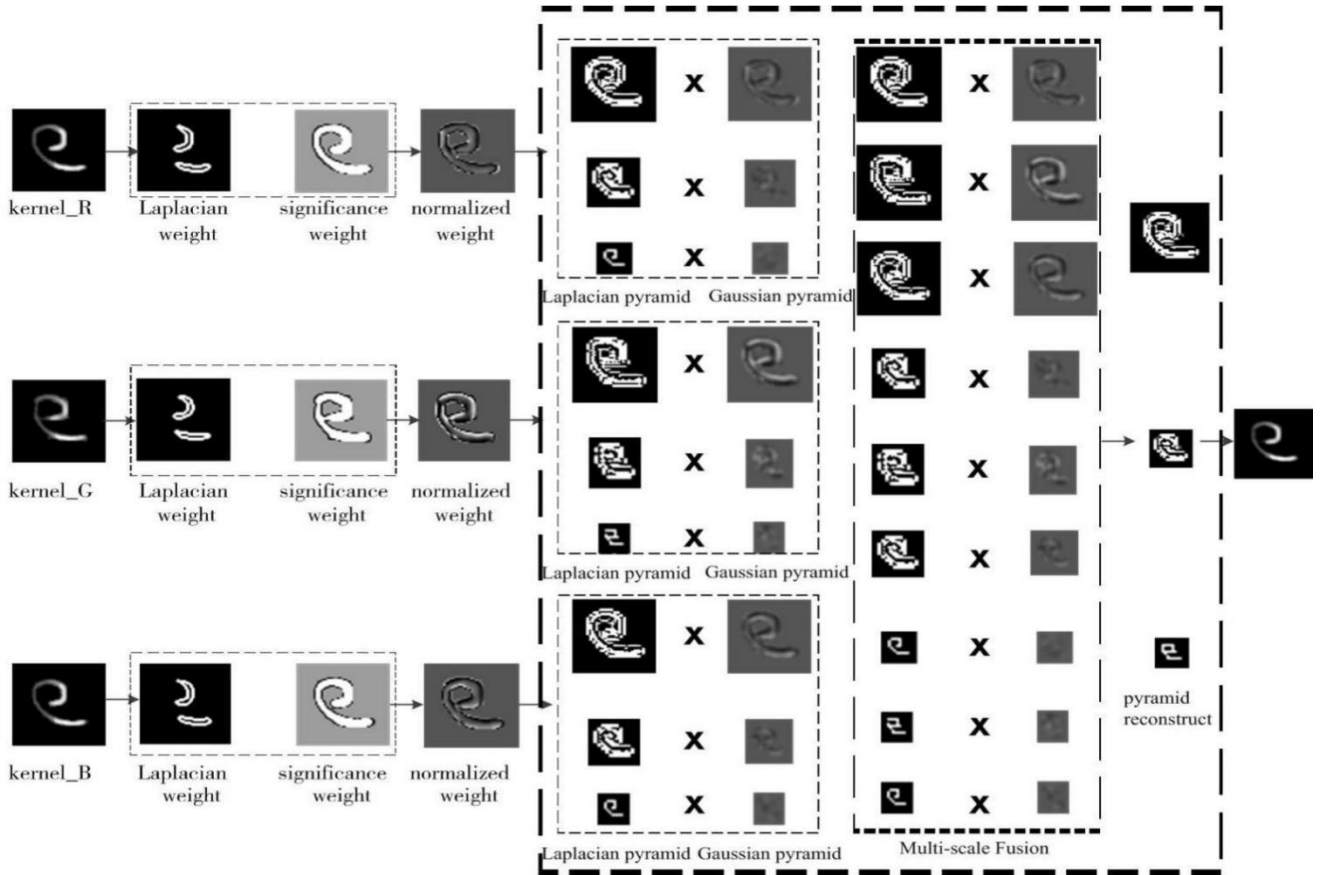 X
X
X
X
X
kernel_R
Laplacian
weight
significance
weight
normalized
weight
X
X
Laplacian pyramid
Gaussian pyramid
X
X
X
X
kernel_G
Laplacian
weight
significance
weight
normalized
weight
X
X
Laplacian pyramid
Gaussian pyramid
X
X
X
kernel_B
Laplacian
weight
significance
weight
normalized
weight
pyramid
reconstruct
X
X
X
X
Laplacian pyramid
Gaussian pyramid
Multi-scale Fusion